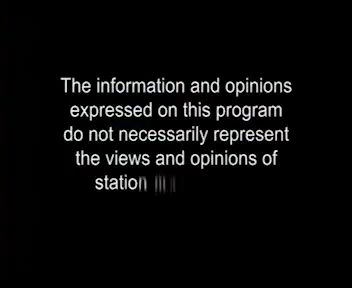 The information and opinions
expressed on this program
do not necessarily represent
the views and opinions of
station